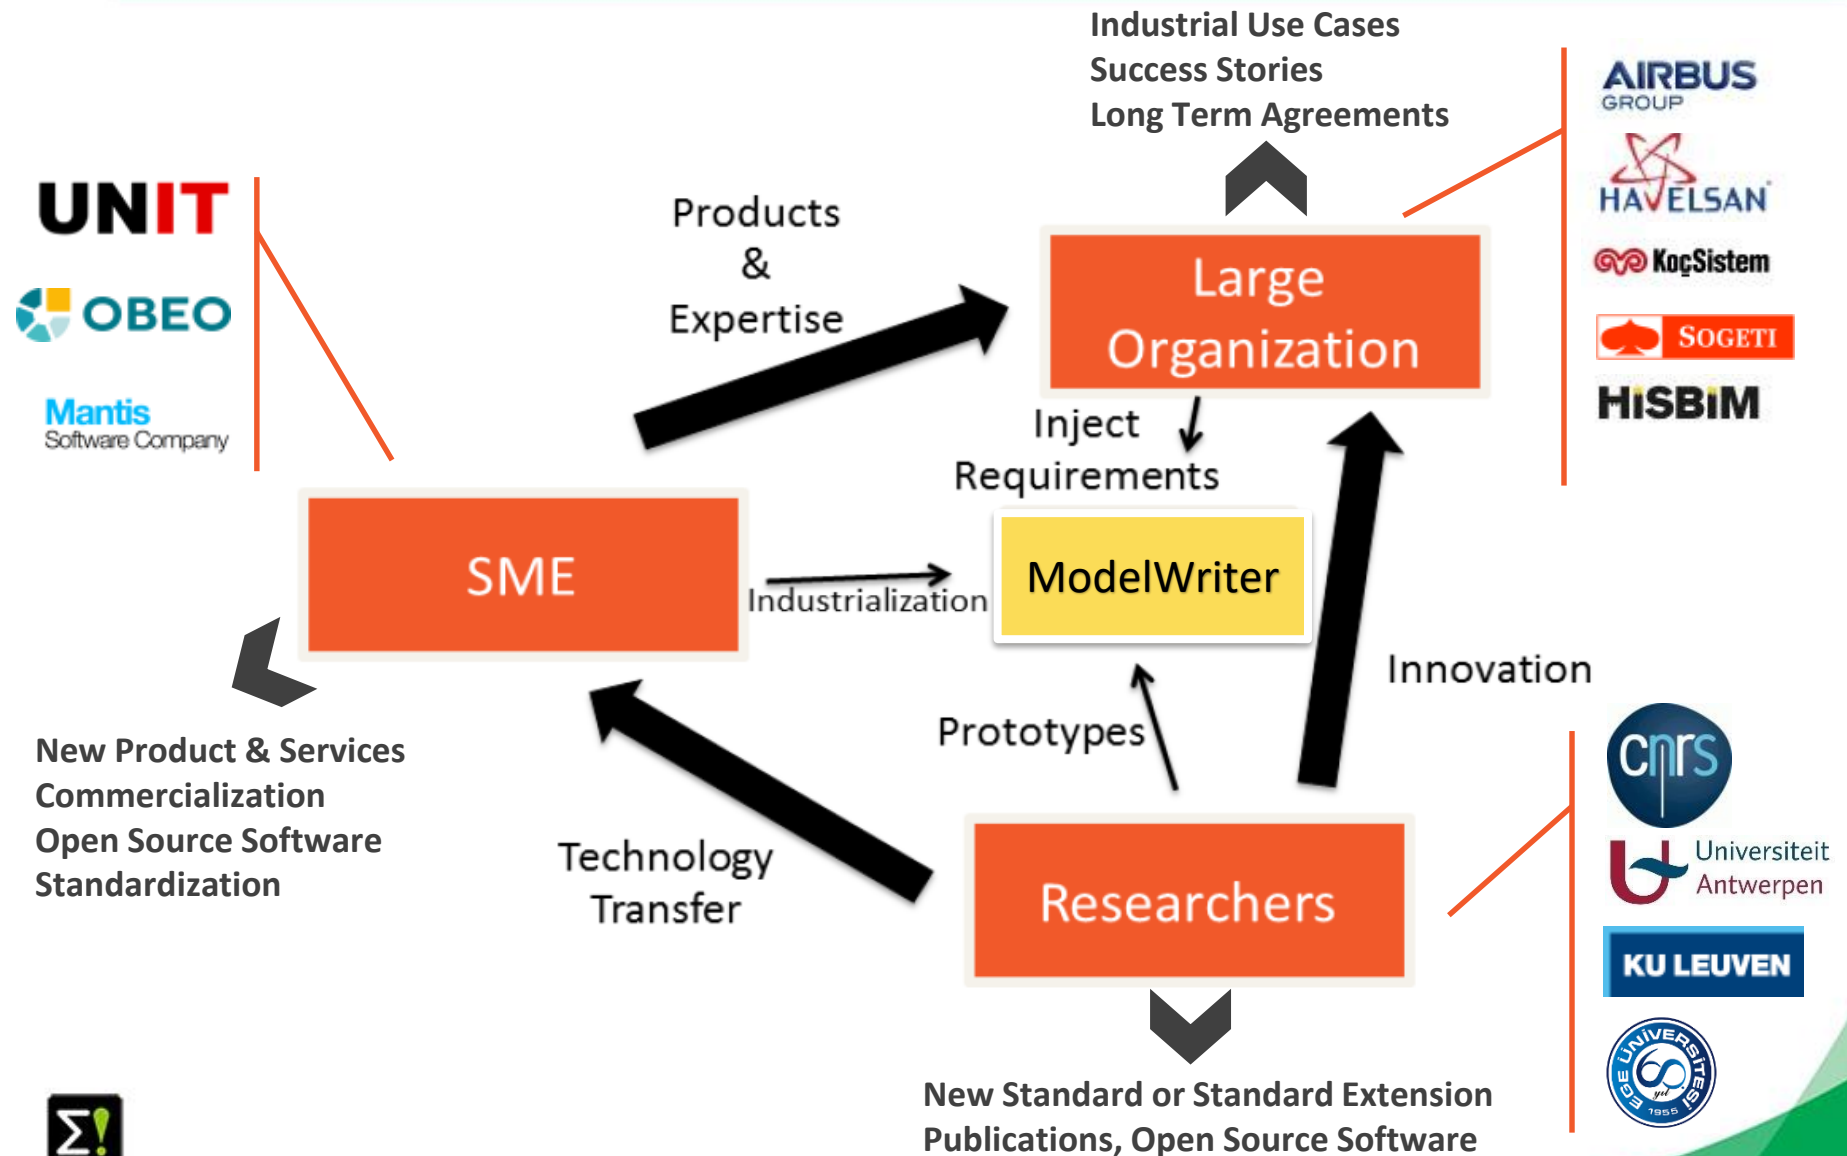 Industrial Use Cases
Success Stories
Long Term Agreements
AIRBUS
GROUP
HAVELSAN
KoçSistem
SOGETI
HiSBiM
UNIT
OBEO
Mantis
Software Company
Products
&
Expertise
Large
Organization
Inject
Requirements
SME
Industrialization
ModelWriter
Innovation
Prototypes
New Product & Services
Commercialization
Open Source Software
Standardization
Technology
Transfer
Researchers
cnrs
Universiteit
Antwerpen
KU LEUVEN
EGE ÜNİVERSİTESİ
60.
yıl
1955
New Standard or Standard Extension
Publications, Open Source Software
Σ!